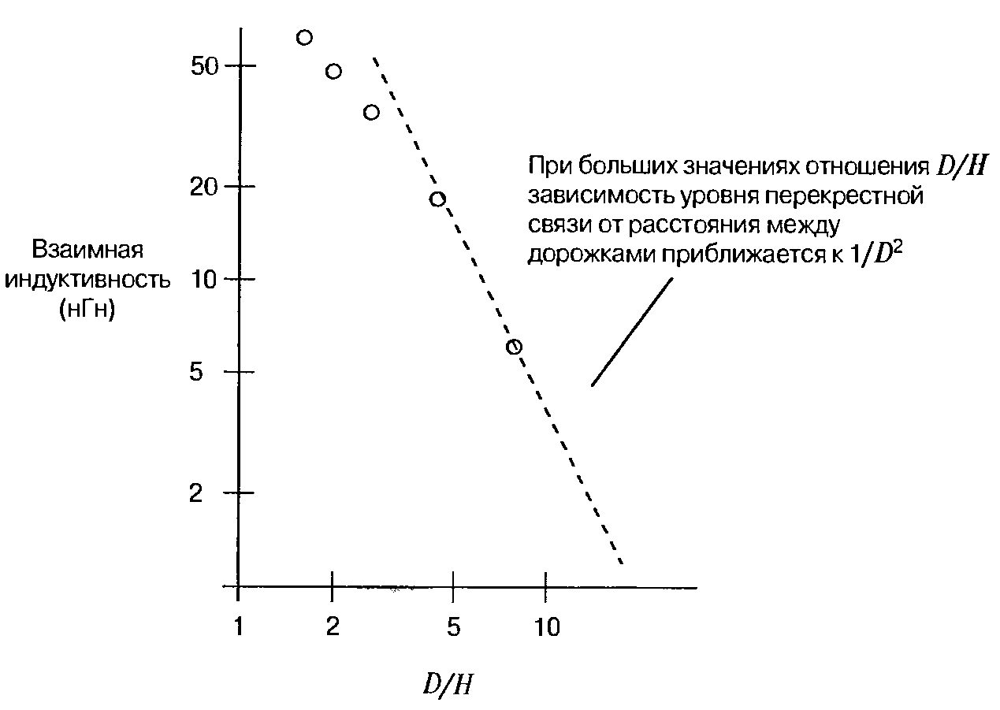 50
20
10
5
2
Взаимная
индуктивность
(нГн)
При больших значениях отношения D/H
зависимость уровня перекрестной
связи от расстояния между
дорожками приближается к 1/D²
1 2 5 10
D/H